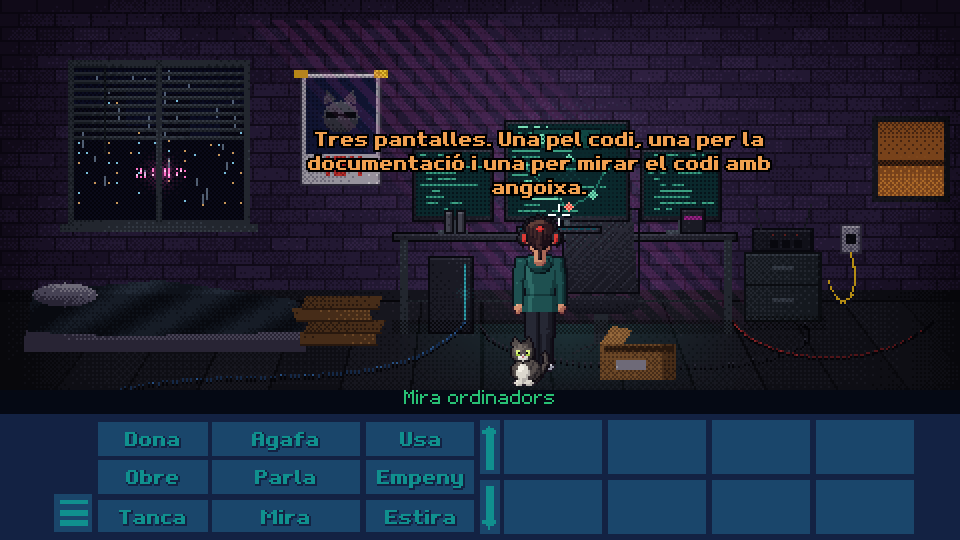 Tres pantalles. Una pel codi, una per la
documentació i una per mirar el codi amb
angoixa.
Mira ordinadors
Dona Agafa Usa
Obre Parla Empeny
Tanca Mira Estira